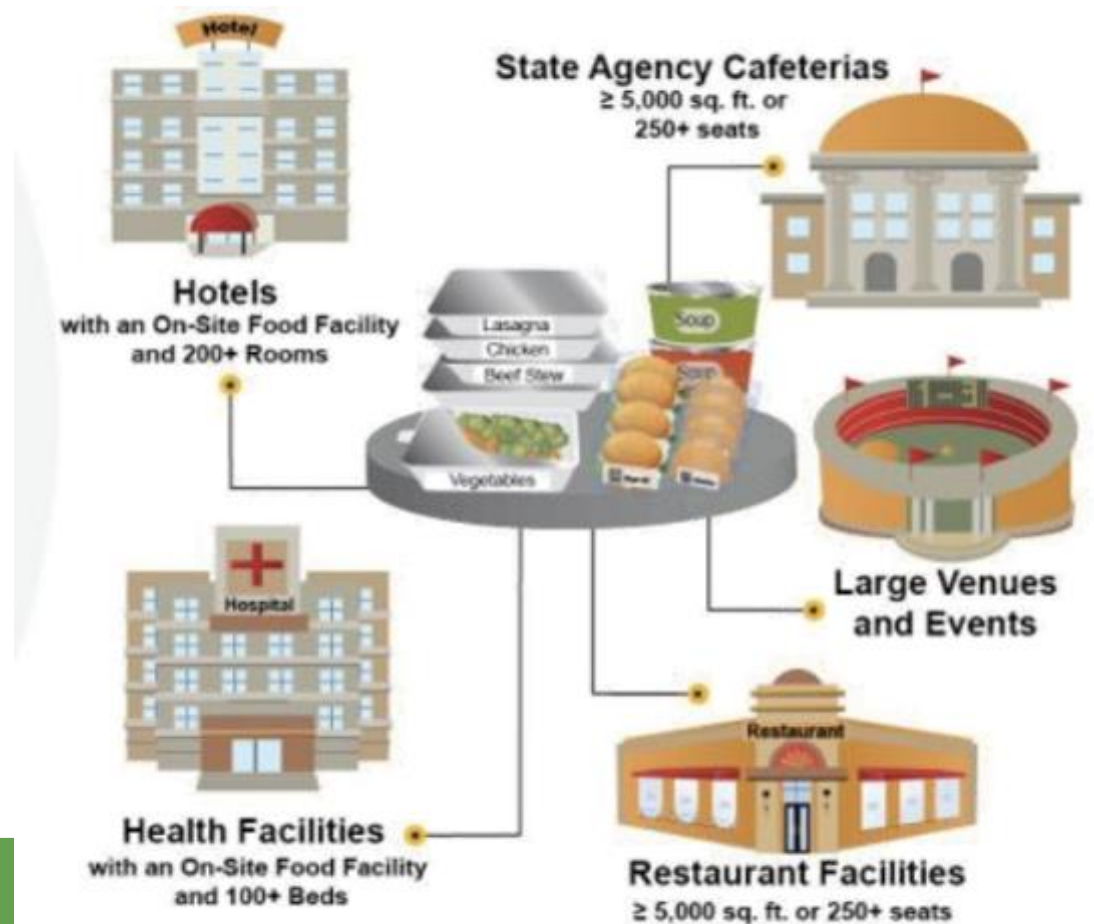 Hotel
State Agency Cafeterias
≥ 5,000 sq. ft. or
250+ seats
Hotels
with an On-Site Food Facility
and 200+ Rooms
Lasagna
Chicken
Beef Stew
Vegetables
Soup
Soup
Large Venues
and Events
Hospital
Health Facilities
with an On-Site Food Facility
and 100+ Beds
Restaurant
Restaurant Facilities
≥ 5,000 sq. ft. or 250+ seats